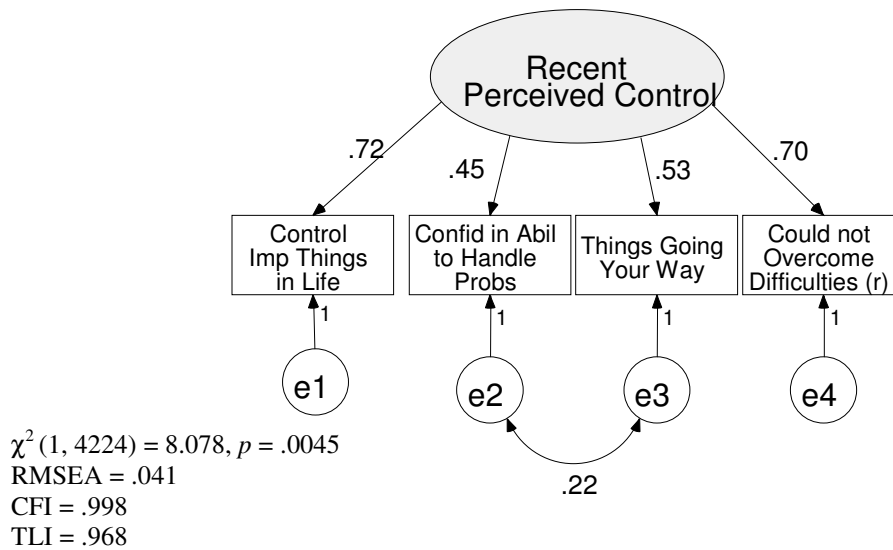 Recent
Perceived Control
.72
.45
.53
.70
Control
Imp Things
in Life
Confid in Abil
to Handle
Probs
Things Going
Your Way
Could not
Overcome
Difficulties (r)
1
1
1
1
e1
e2
e3
e4
.22
χ² (1, 4224) = 8.078, p = .0045
RMSEA = .041
CFI = .998
TLI = .968